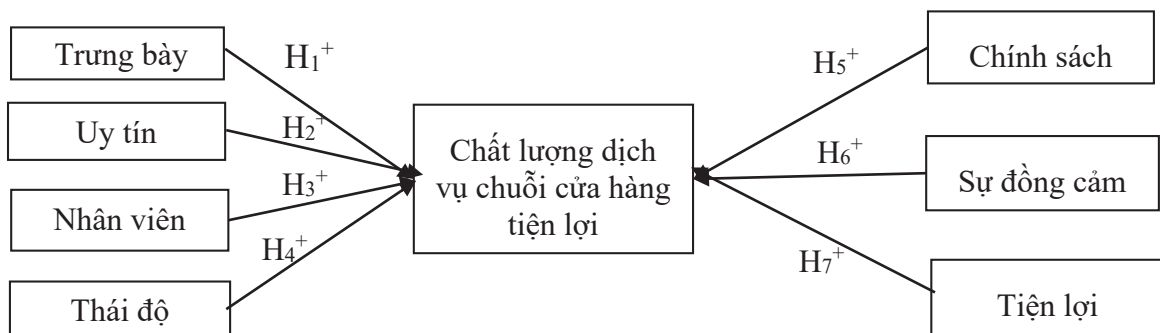 Trưng bày
H1+
Uy tín
H2+
Nhân viên
H3+
Thái độ
H4+
Chất lượng dịch
vụ chuỗi cửa hàng
tiện lợi
Chính sách
H5+
Sự đồng cảm
H6+
Tiện lợi
H7+